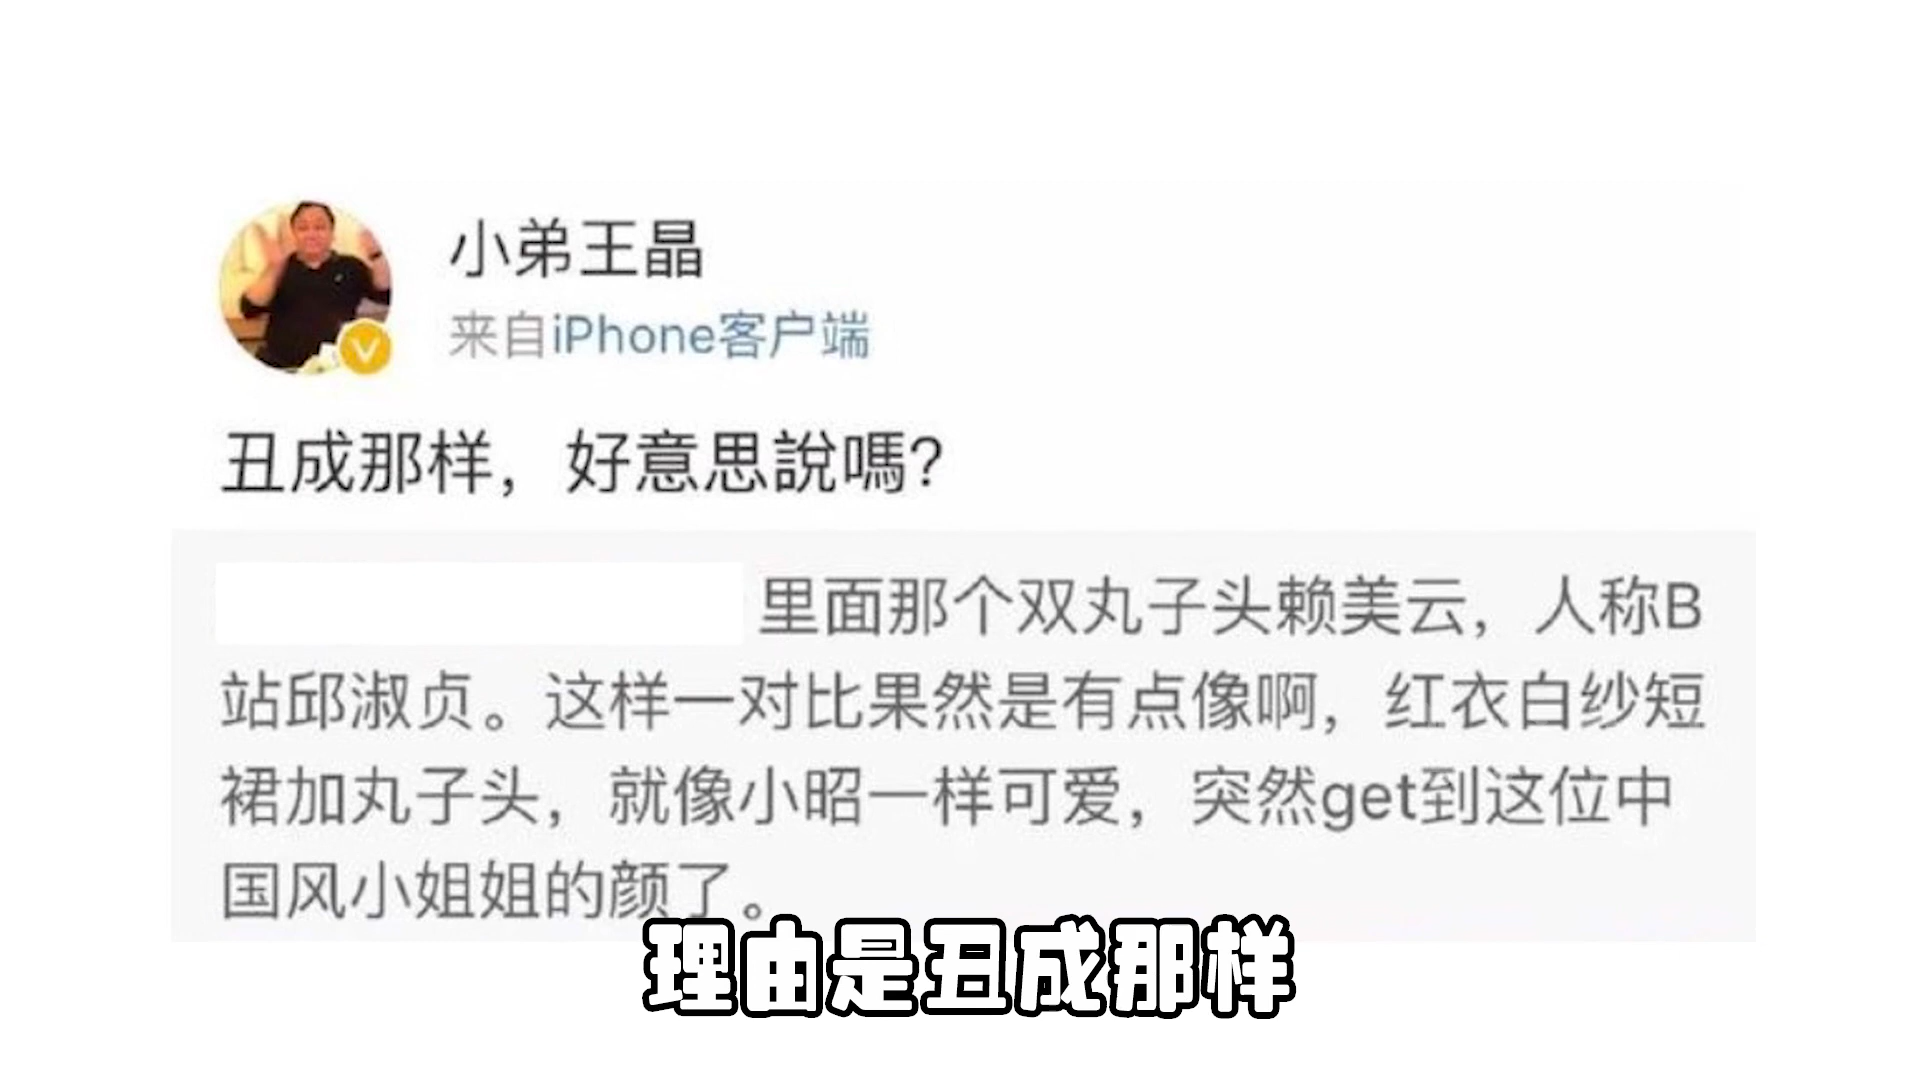 小弟王晶
来自iPhone客户端
丑成那样，好意思說嗎？
里面那个双丸子头赖美云，人称B
站邱淑贞。这样一对比果然是有点像啊，红衣白纱短
裙加丸子头，就像小昭一样可爱，突然get到这位中
国风小姐姐的颜了。
理由是丑成那样